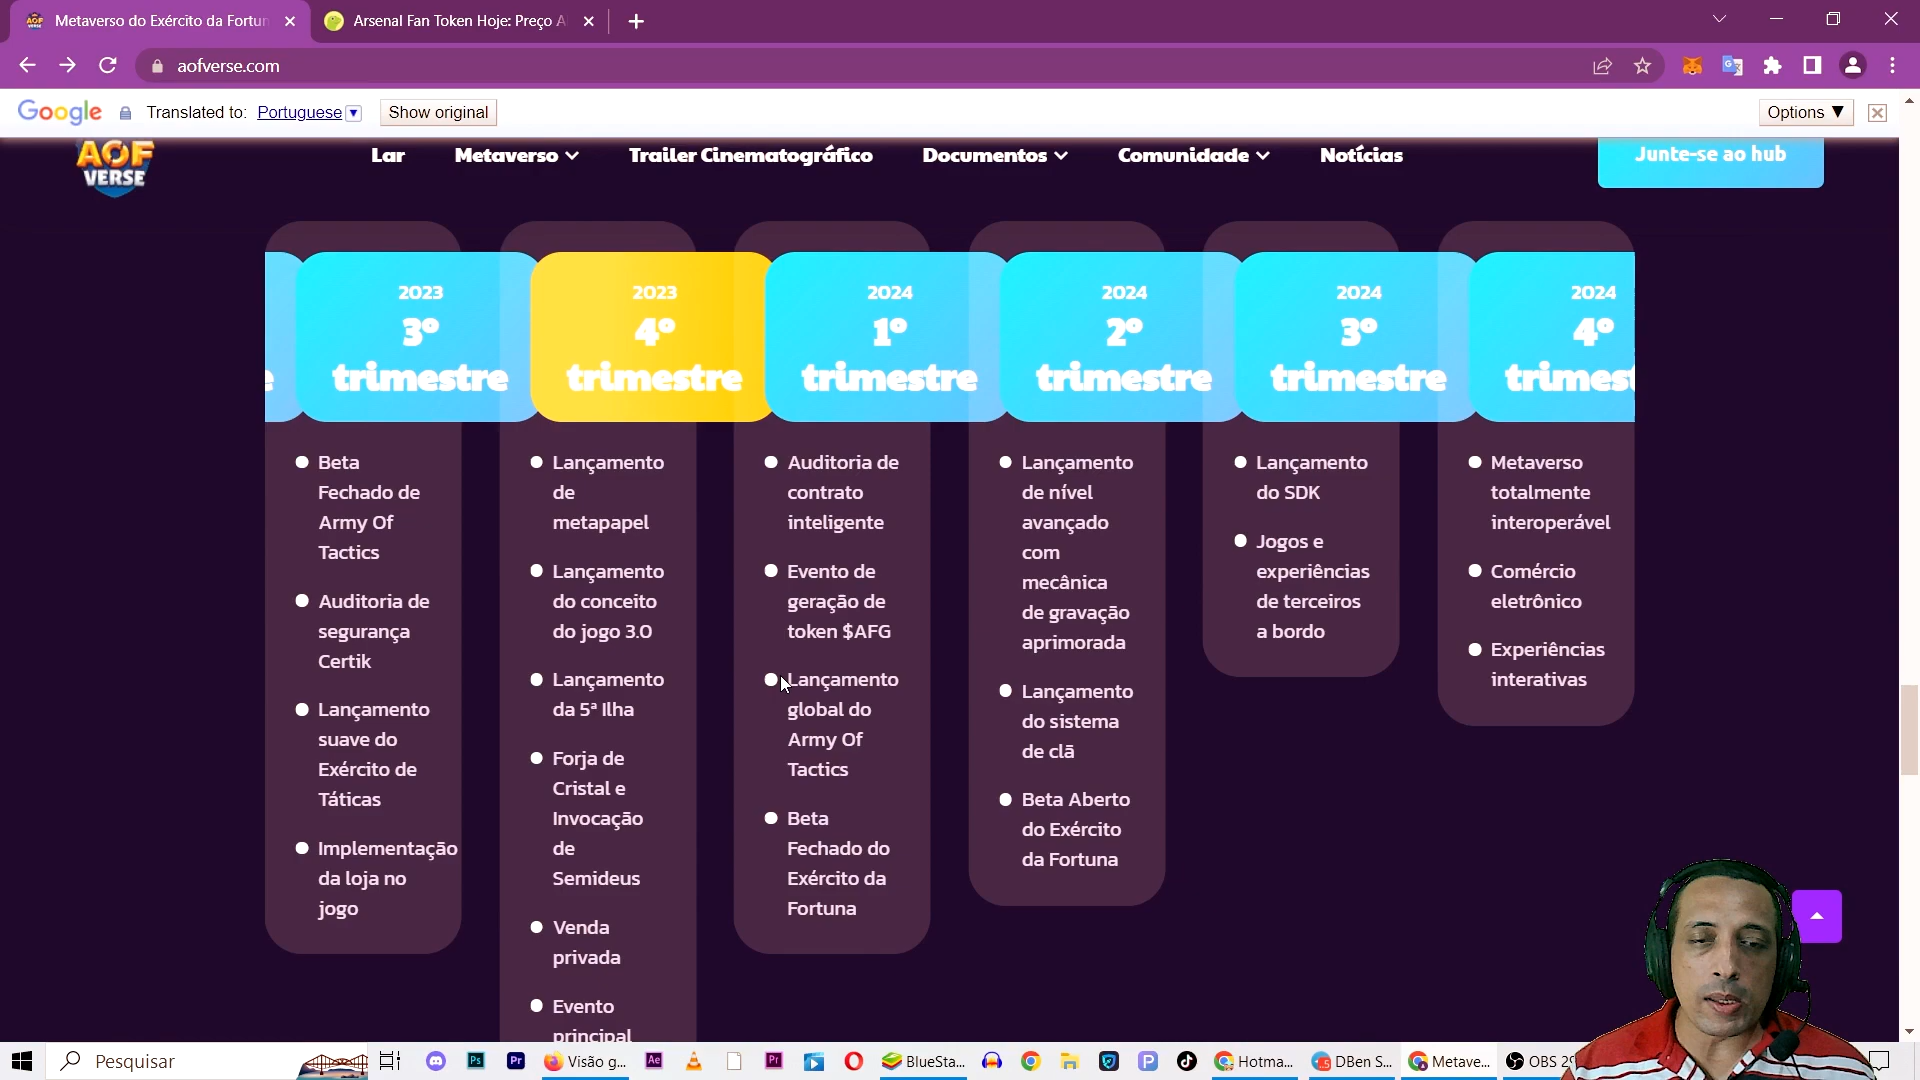 Metaverso do Exército da Fortun
Arsenal Fan Token Hoje: Preço A
aofverse.com
Google
Translated to: Portuguese
Show original
Options ▼
AOF
VERSE
Lar
Metaverso
Trailer Cinematográfico
Documentos
Comunidade
Notícias
Junte-se ao hub
e
2023
3º
trimestre
Beta
Fechado de
Army Of
Tactics
Auditoria de
segurança
Certik
Lançamento
suave do
Exército de
Táticas
Implementação
da loja no
jogo
2023
4º
trimestre
Lançamento
de
metapapel
Lançamento
do conceito
do jogo 3.0
Lançamento
da 5ª Ilha
Forja de
Cristal e
Invocação
de
Semideus
Venda
privada
Evento
principal
2024
1º
trimestre
Auditoria de
contrato
inteligente
Evento de
geração de
token $AFG
Lançamento
global do
Army Of
Tactics
Beta
Fechado do
Exército da
Fortuna
2024
2º
trimestre
Lançamento
de nível
avançado
com
mecânica
de gravação
aprimorada
Lançamento
do sistema
de clã
Beta Aberto
do Exército
da Fortuna
2024
3º
trimestre
Lançamento
do SDK
Jogos e
experiências
de terceiros
a bordo
2024
4º
trimest
Metaverso
totalmente
interoperável
Comércio
eletrônico
Experiências
interativas
Pesquisar
Ps
Pr
Visão g...
Ae
Pr
BlueSta...
Hotma...
DBen S...
Metave...
OBS 2